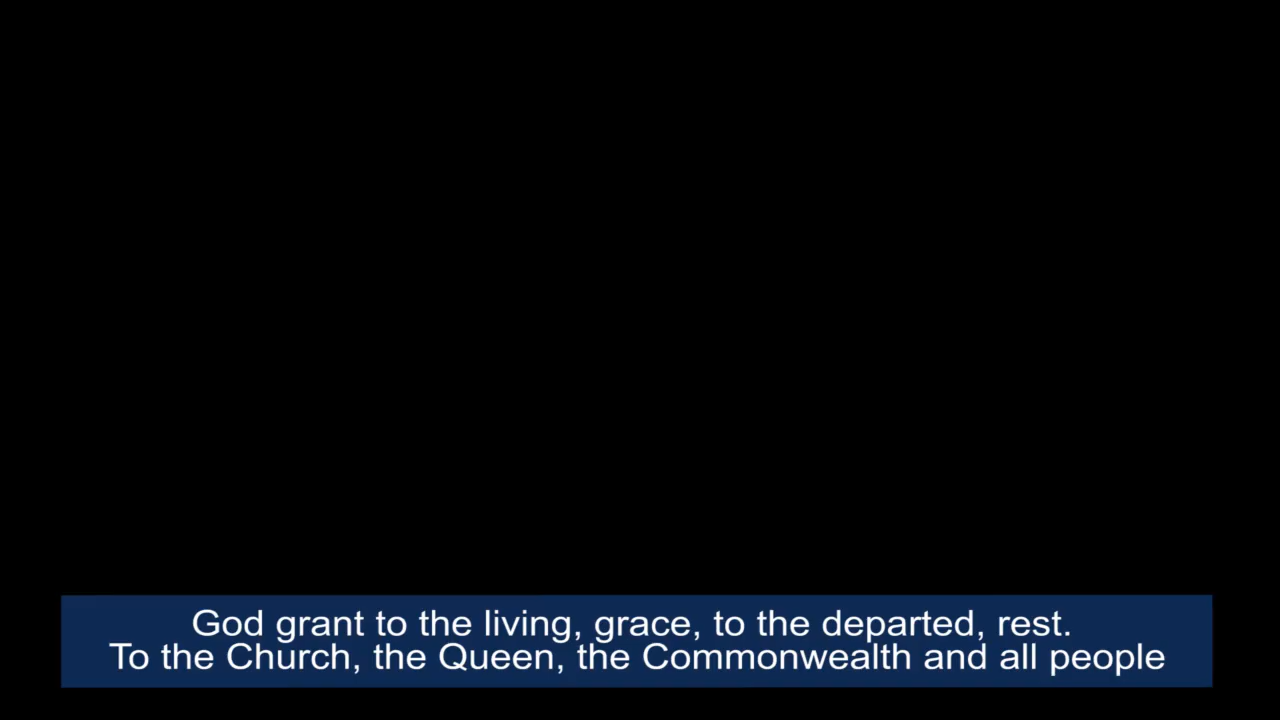 God grant to the living, grace, to the departed, rest.
To the Church, the Queen, the Commonwealth and all people